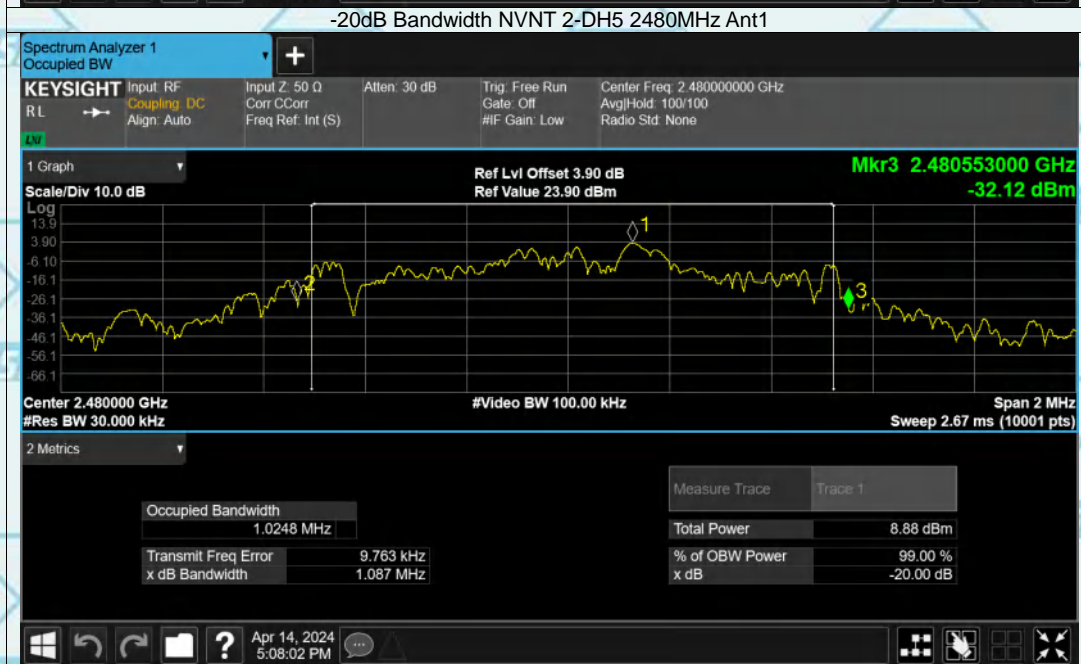 -20dB Bandwidth NVNT 2-DH5 2480MHz Ant1
Spectrum Analyzer 1
Occupied BW
+
KEYSIGHT Input: RF Input Z: 50 Ω Atten: 30 dB Trig: Free Run Center Freq: 2.480000000 GHz
RL Coupling: DC Corr CCorr Gate: Off Avg|Hold: 100/100
Align: Auto Freq Ref: Int (S) #IF Gain: Low Radio Std: None
LXI
1 Graph Ref Lvl Offset 3.90 dB Mkr3 2.480553000 GHz
Scale/Div 10.0 dB Ref Value 23.90 dBm -32.12 dBm
Log
13.9
3.90
-6.10
-16.1
-26.1
-36.1
-46.1
-56.1
-66.1
1
2
3
Center 2.480000 GHz #Video BW 100.00 kHz Span 2 MHz
#Res BW 30.000 kHz Sweep 2.67 ms (10001 pts)
2 Metrics
Measure Trace Trace 1
Occupied Bandwidth
1.0248 MHz Total Power 8.88 dBm
Transmit Freq Error 9.763 kHz % of OBW Power 99.00 %
x dB Bandwidth 1.087 MHz x dB -20.00 dB
? Apr 14, 2024
5:08:02 PM